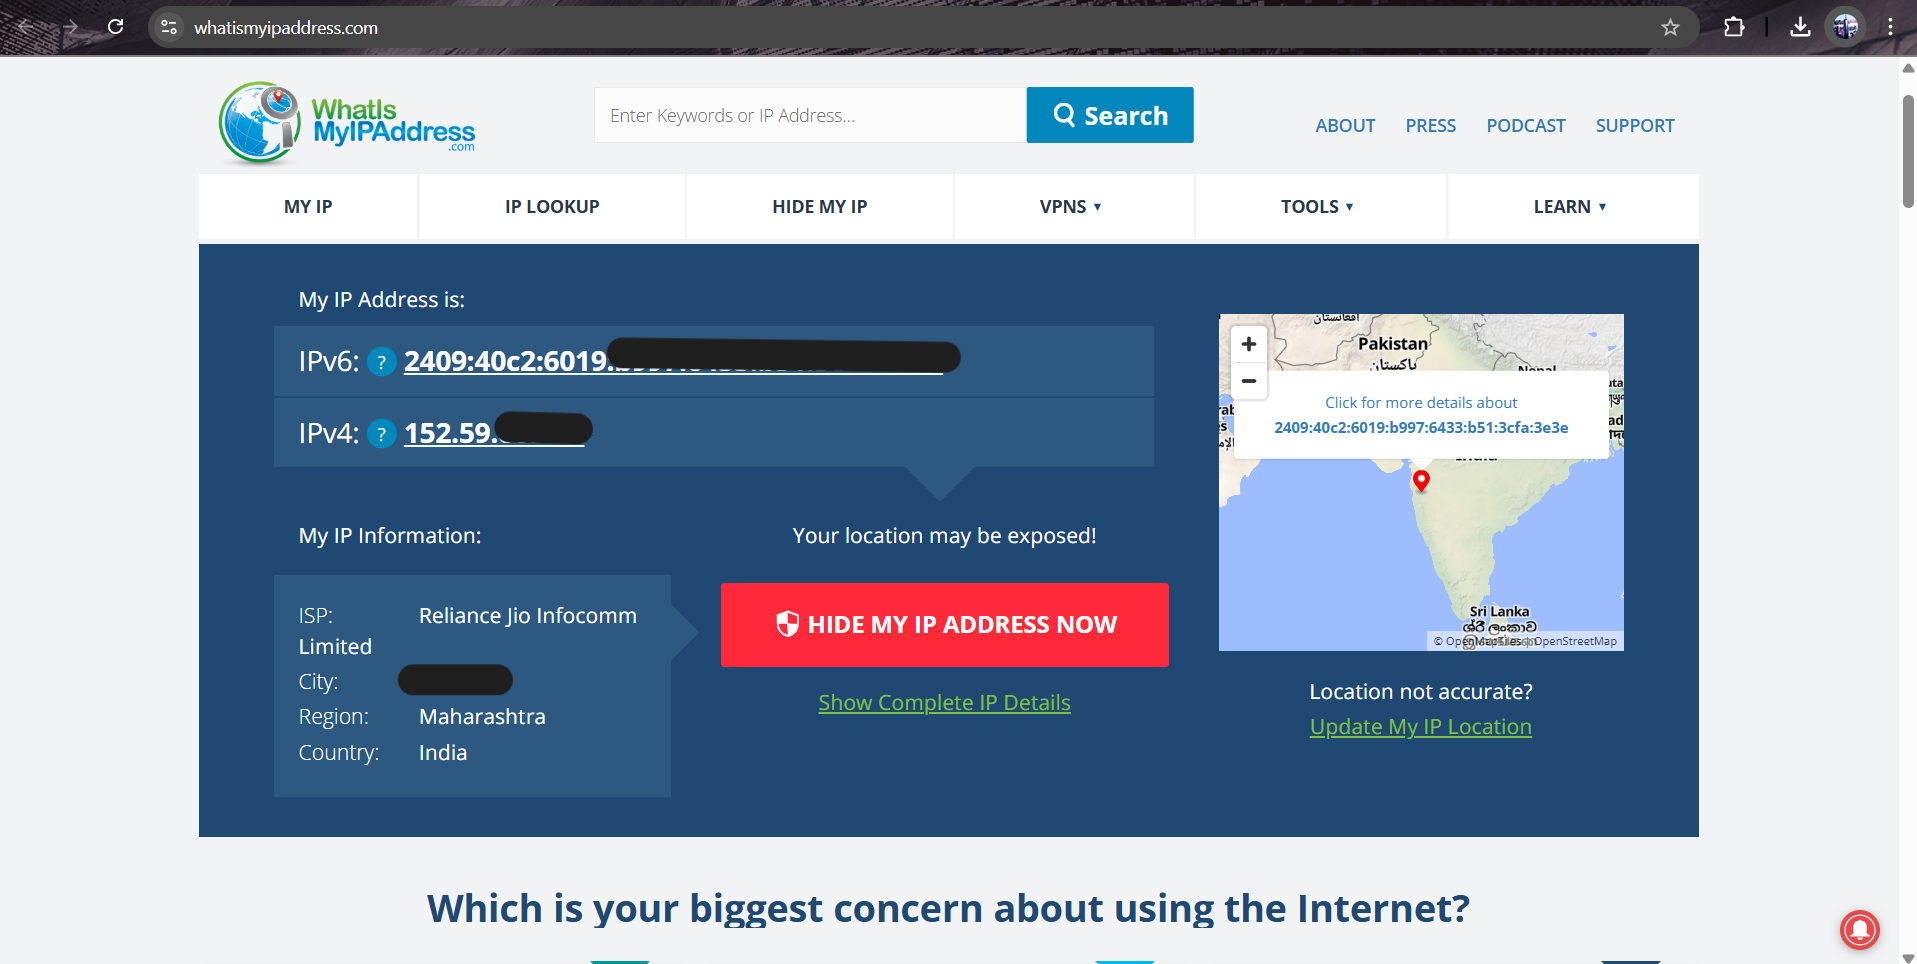 whatismyipaddress.com
WhatIs
MyIPAddress
.com
Enter Keywords or IP Address...
Search
ABOUT PRESS PODCAST SUPPORT
MY IP IP LOOKUP HIDE MY IP VPNS ▾ TOOLS ▾ LEARN ▾
My IP Address is:
IPv6: ? 2409:40c2:6019:
IPv4: ? 152.59.
My IP Information:
ISP: Reliance Jio Infocomm
Limited
City:
Region: Maharashtra
Country: India
Your location may be exposed!
HIDE MY IP ADDRESS NOW
Show Complete IP Details
افغانستان
+
Pakistan
پاکستان
−
Nepal
Click for more details about
2409:40c2:6019:b997:6433:b51:3cfa:3e3e
India
Sri Lanka
ශ්‍රී ලංකාව
© OpenMapTiles © OpenStreetMap
Location not accurate?
Update My IP Location
Which is your biggest concern about using the Internet?